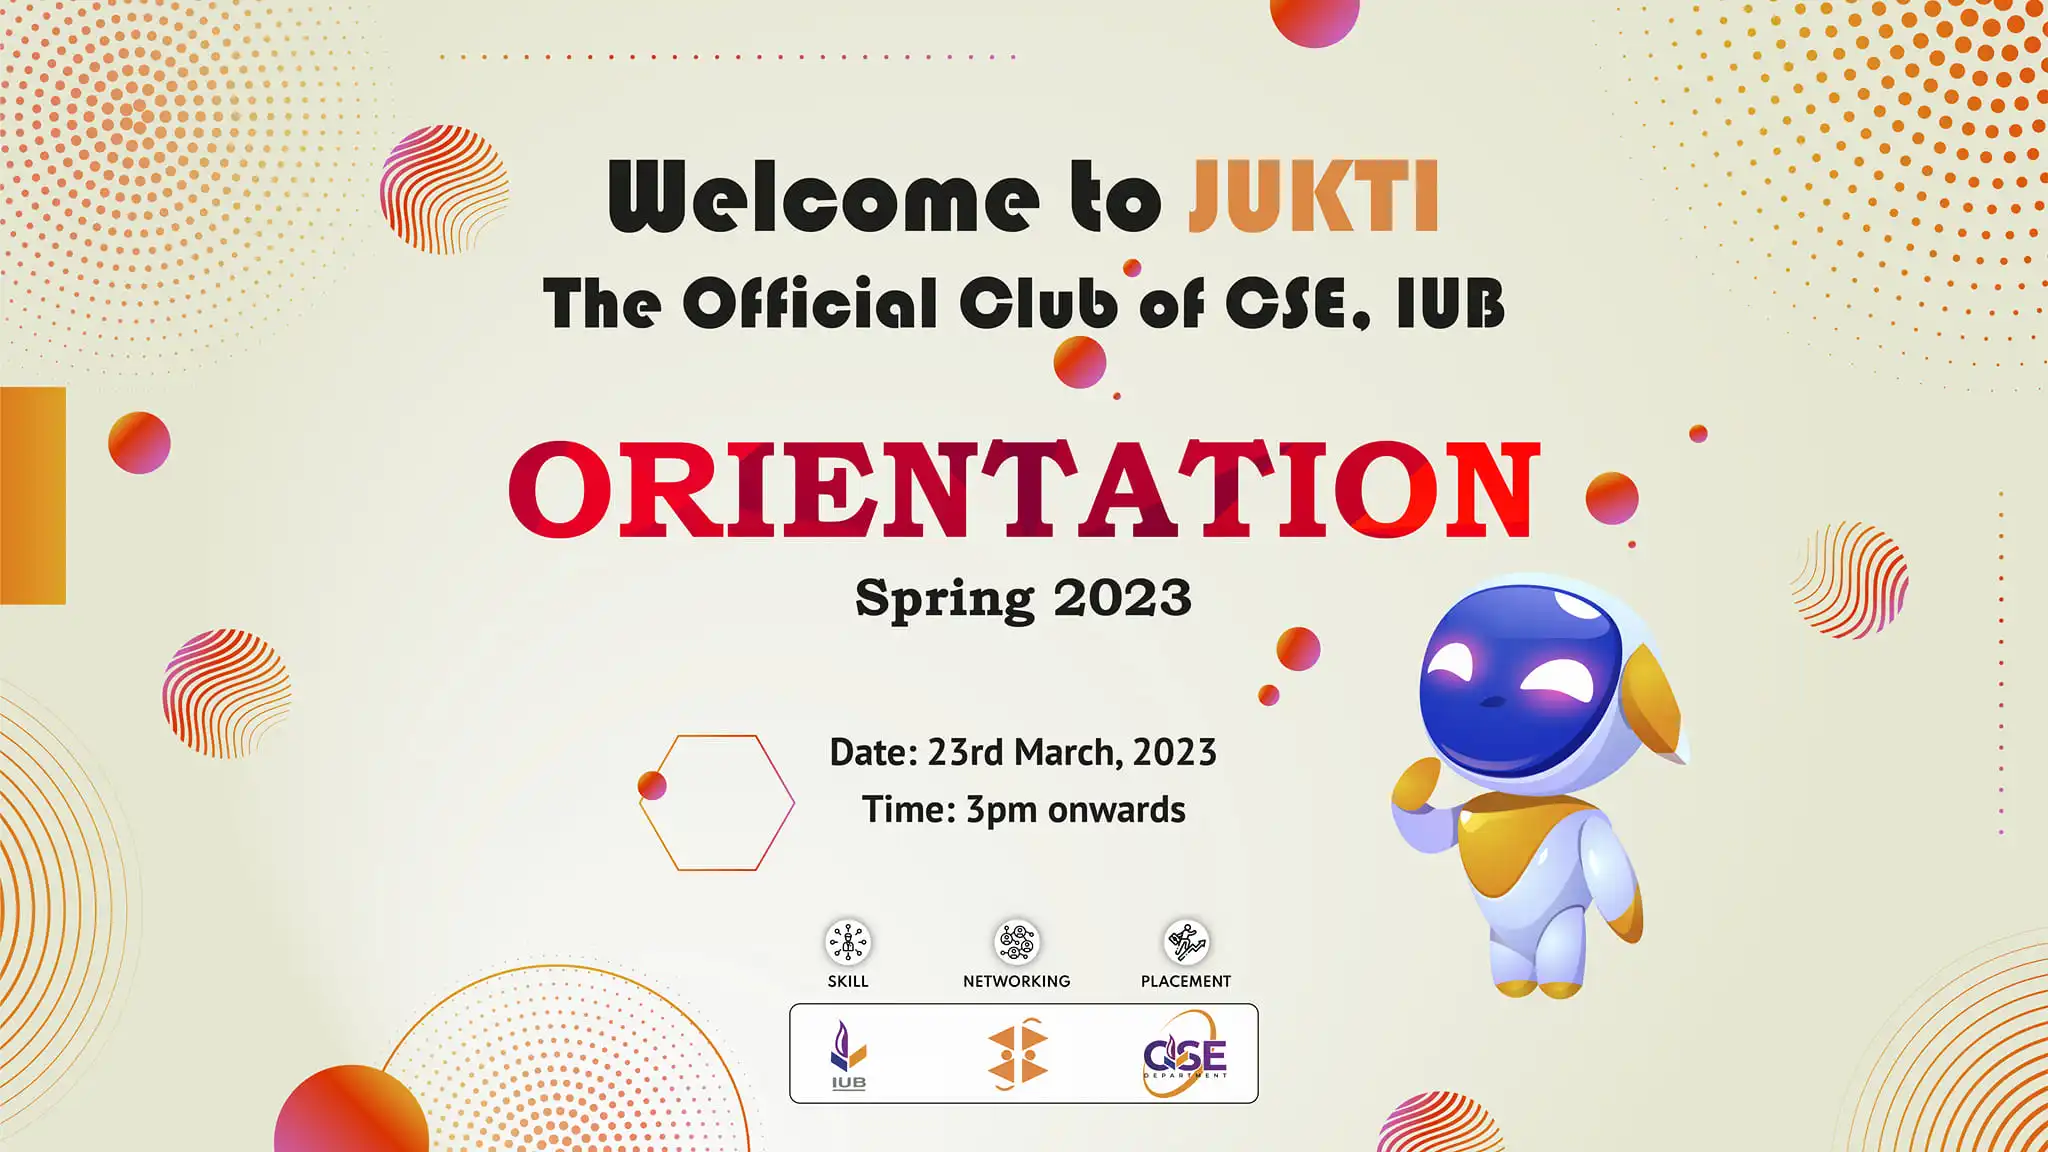 Welcome to JUKTI
The Official Club of CSE, IUB
ORIENTATION
Spring 2023
Date: 23rd March, 2023
Time: 3pm onwards
SKILL NETWORKING PLACEMENT
IUB
CSE
DEPARTMENT